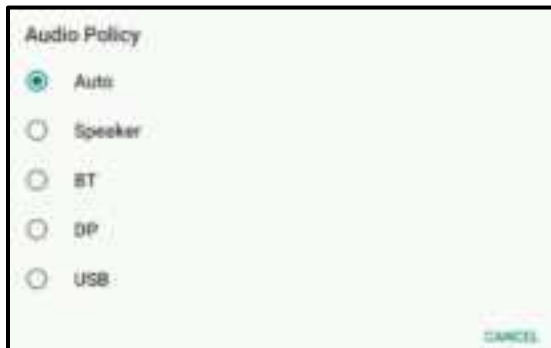 Audio Policy
Auto
Speaker
BT
DP
USB
CANCEL